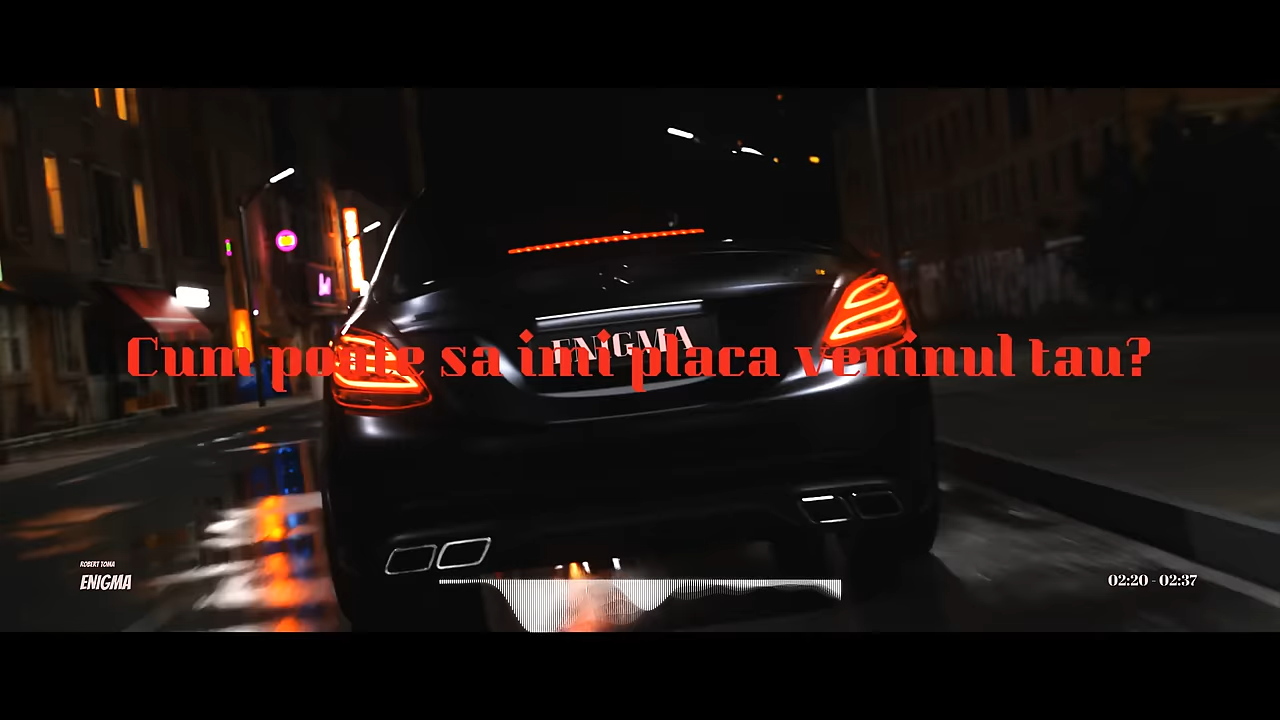 ENIGMA
Cum poate sa imi placa veninul tau?
ROBERT TOMA
ENIGMA
02:20 - 02:37